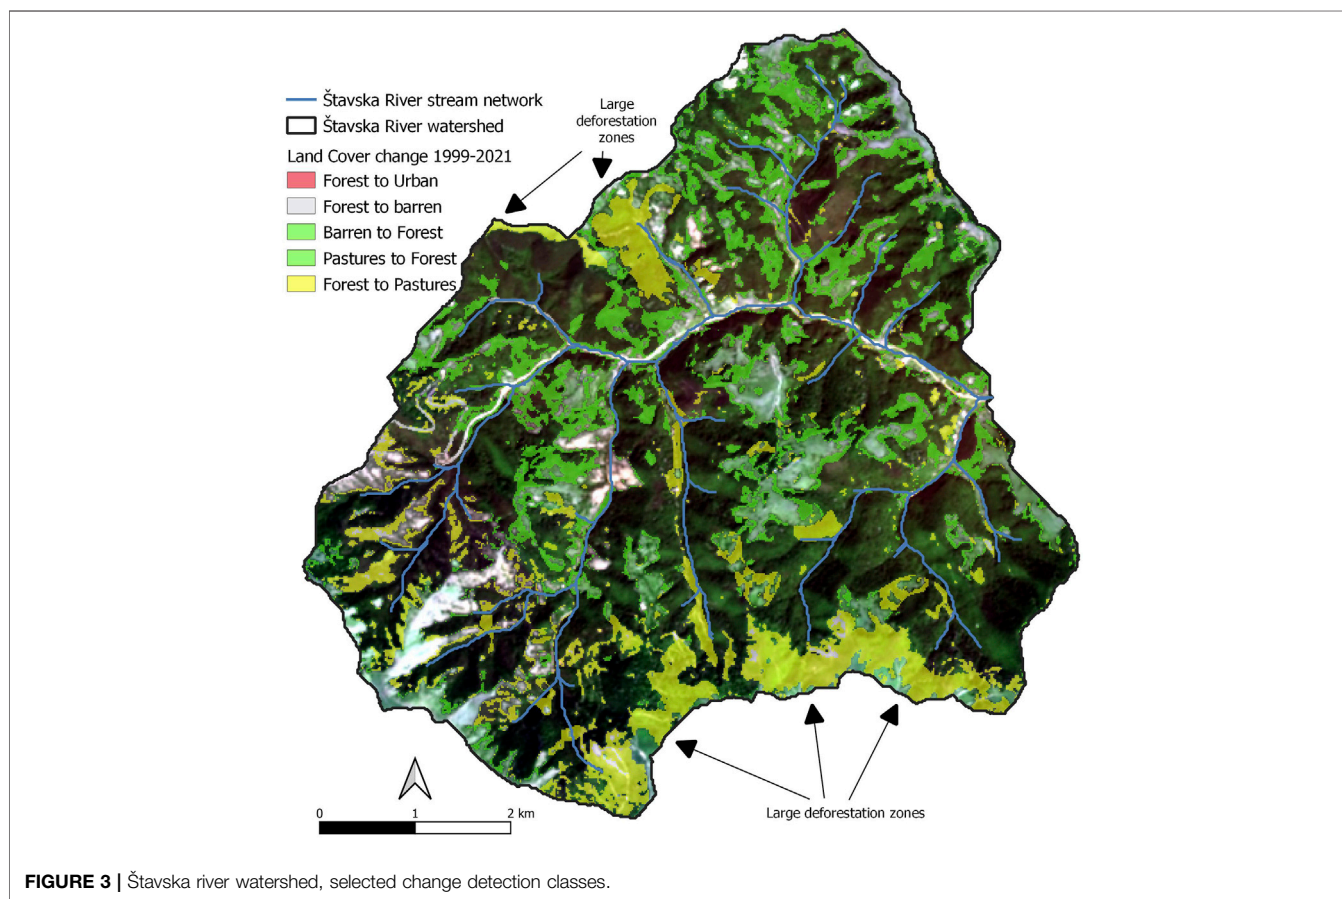 Štavska River stream network
Štavska River watershed
Land Cover change 1999-2021
Forest to Urban
Forest to barren
Barren to Forest
Pastures to Forest
Forest to Pastures
Large
deforestation
zones
0 1 2 km
Large deforestation zones
FIGURE 3 | Štavska river watershed, selected change detection classes.